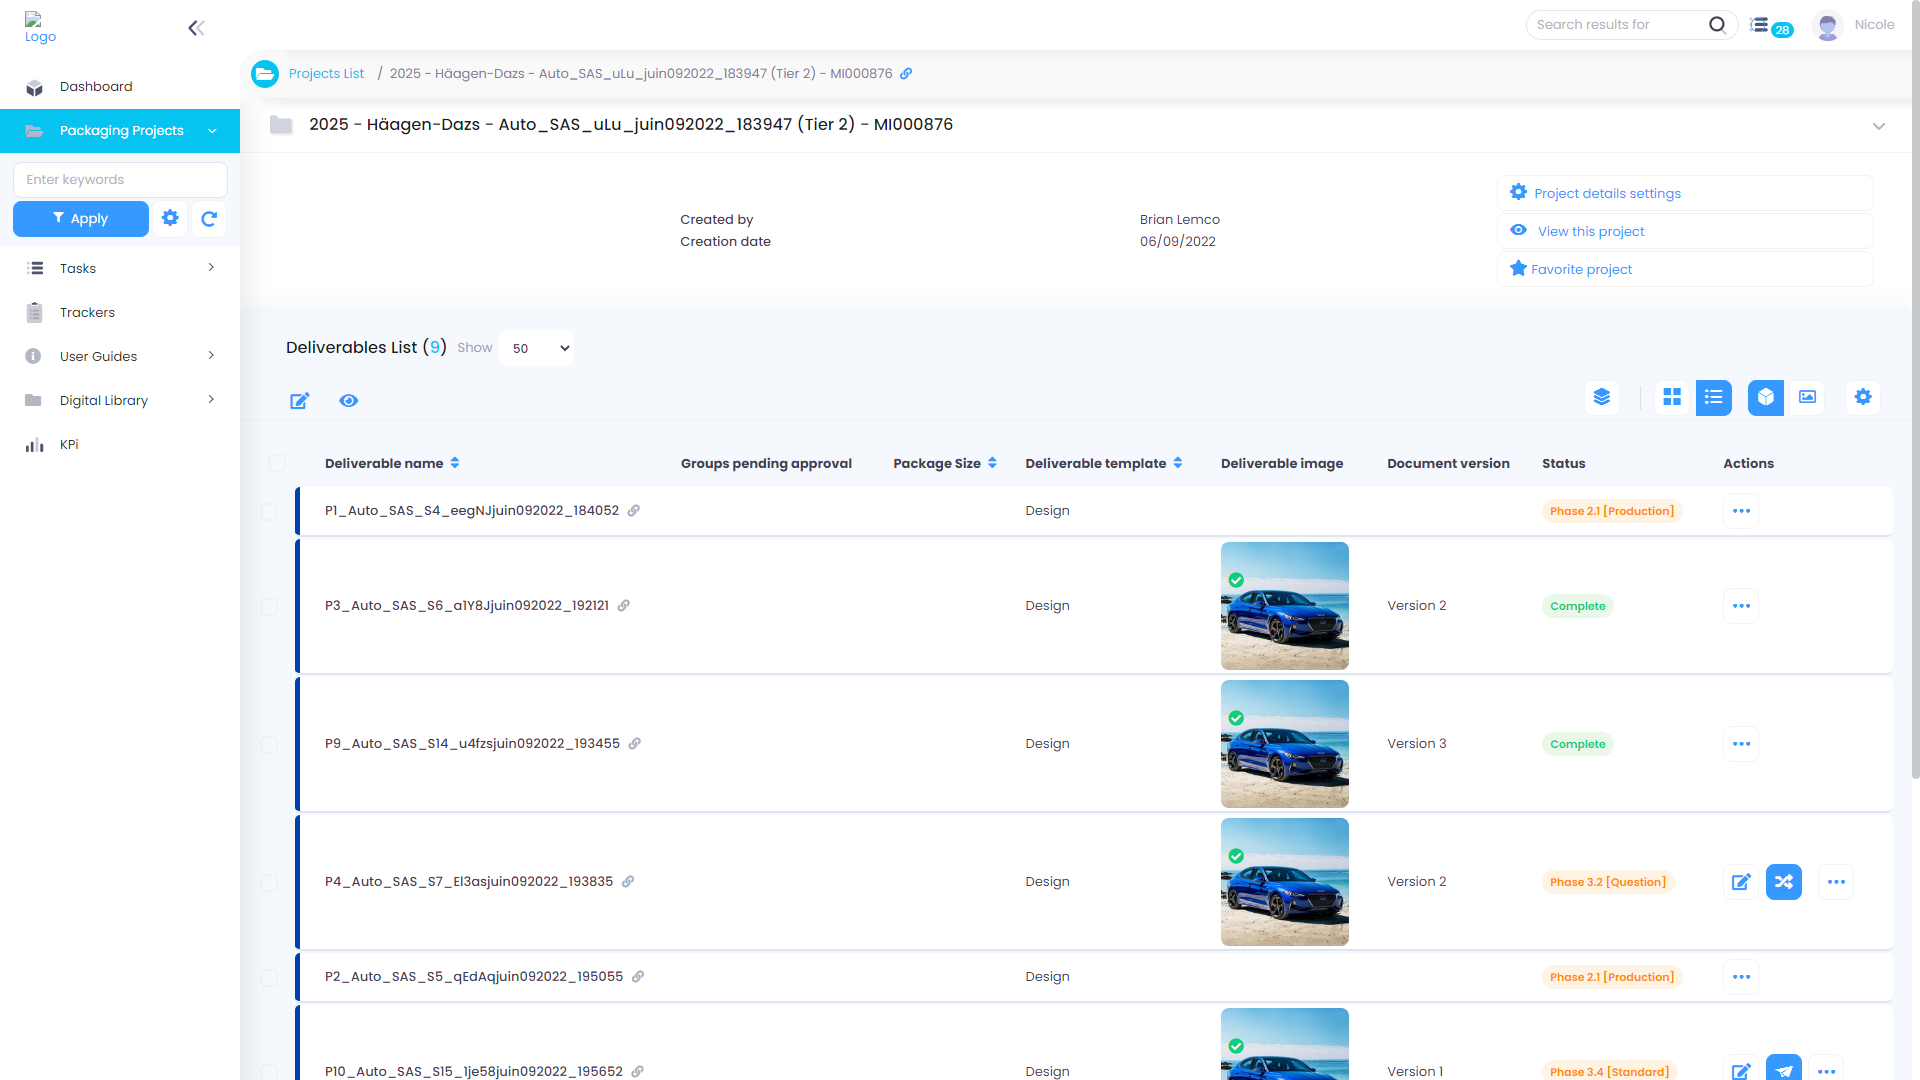 Logo
Search results for
28
Nicole
Dashboard
Packaging Projects
Enter keywords
Apply
Tasks
Trackers
User Guides
Digital Library
KPi
Projects List / 2025 - Häagen-Dazs - Auto_SAS_uLu_juin092022_183947 (Tier 2) - MI000876
2025 - Häagen-Dazs - Auto_SAS_uLu_juin092022_183947 (Tier 2) - MI000876
Created by Brian Lemco
Creation date 06/09/2022
Project details settings
View this project
Favorite project
Deliverables List (9) Show 50
Deliverable name Groups pending approval Package Size Deliverable template Deliverable image Document version Status Actions
P1_Auto_SAS_S4_eegNJjuin092022_184052 Design Phase 2.1 [Production]
P3_Auto_SAS_S6_a1Y8Jjuin092022_192121 Design Version 2 Complete
P9_Auto_SAS_S14_u4fzsjuin092022_193455 Design Version 3 Complete
P4_Auto_SAS_S7_El3asjuin092022_193835 Design Version 2 Phase 3.2 [Question]
P2_Auto_SAS_S5_qEdAqjuin092022_195055 Design Phase 2.1 [Production]
P10_Auto_SAS_S15_1je58juin092022_195652 Design Version 1 Phase 3.4 [Standard]